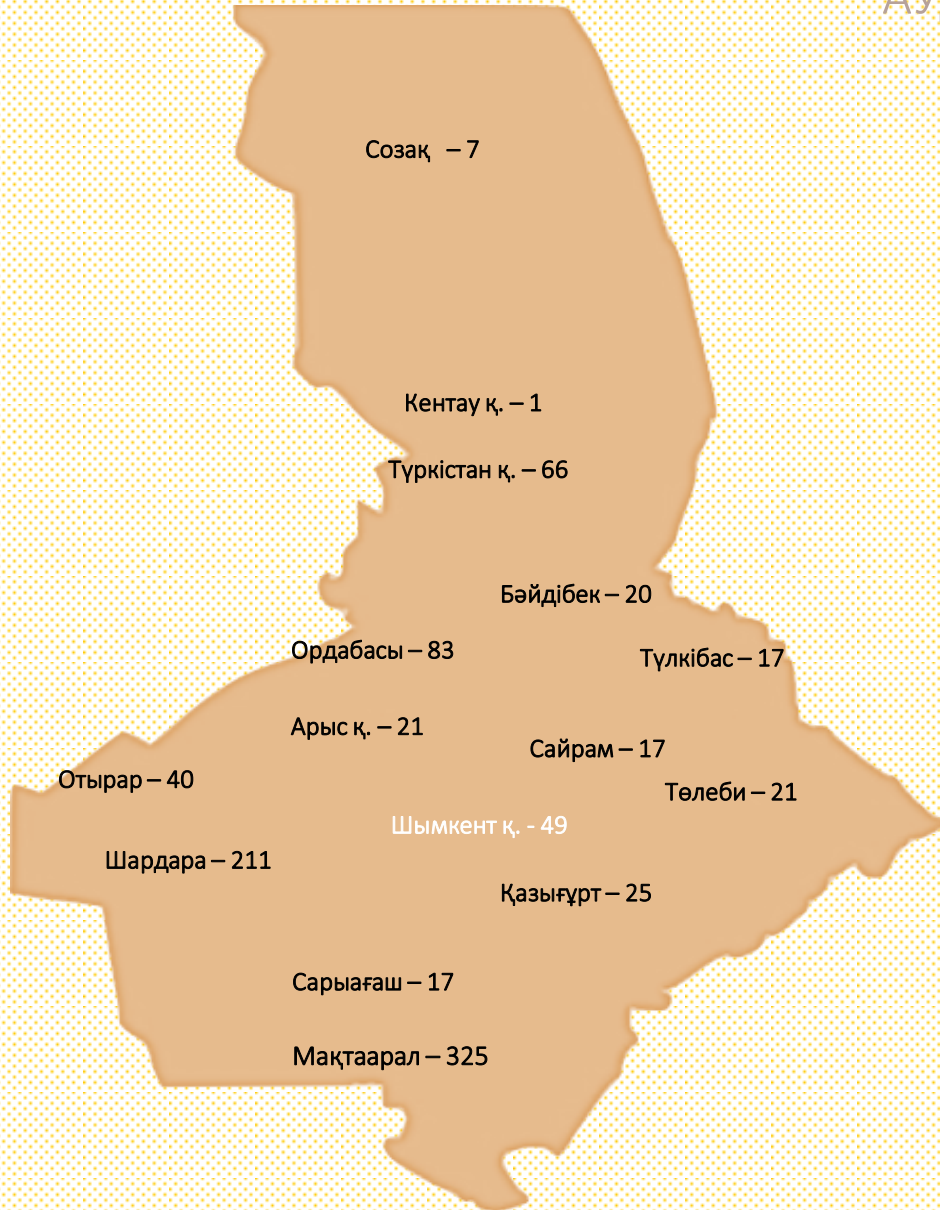 Созақ – 7
Кентау қ. – 1
Түркістан қ. – 66
Бәйдібек – 20
Ордабасы – 83
Түлкібас – 17
Арыс қ. – 21
Сайрам – 17
Отырар – 40
Төлеби – 21
Шымкент қ. - 49
Шардара – 211
Қазығұрт – 25
Сарыағаш – 17
Мақтаарал – 325